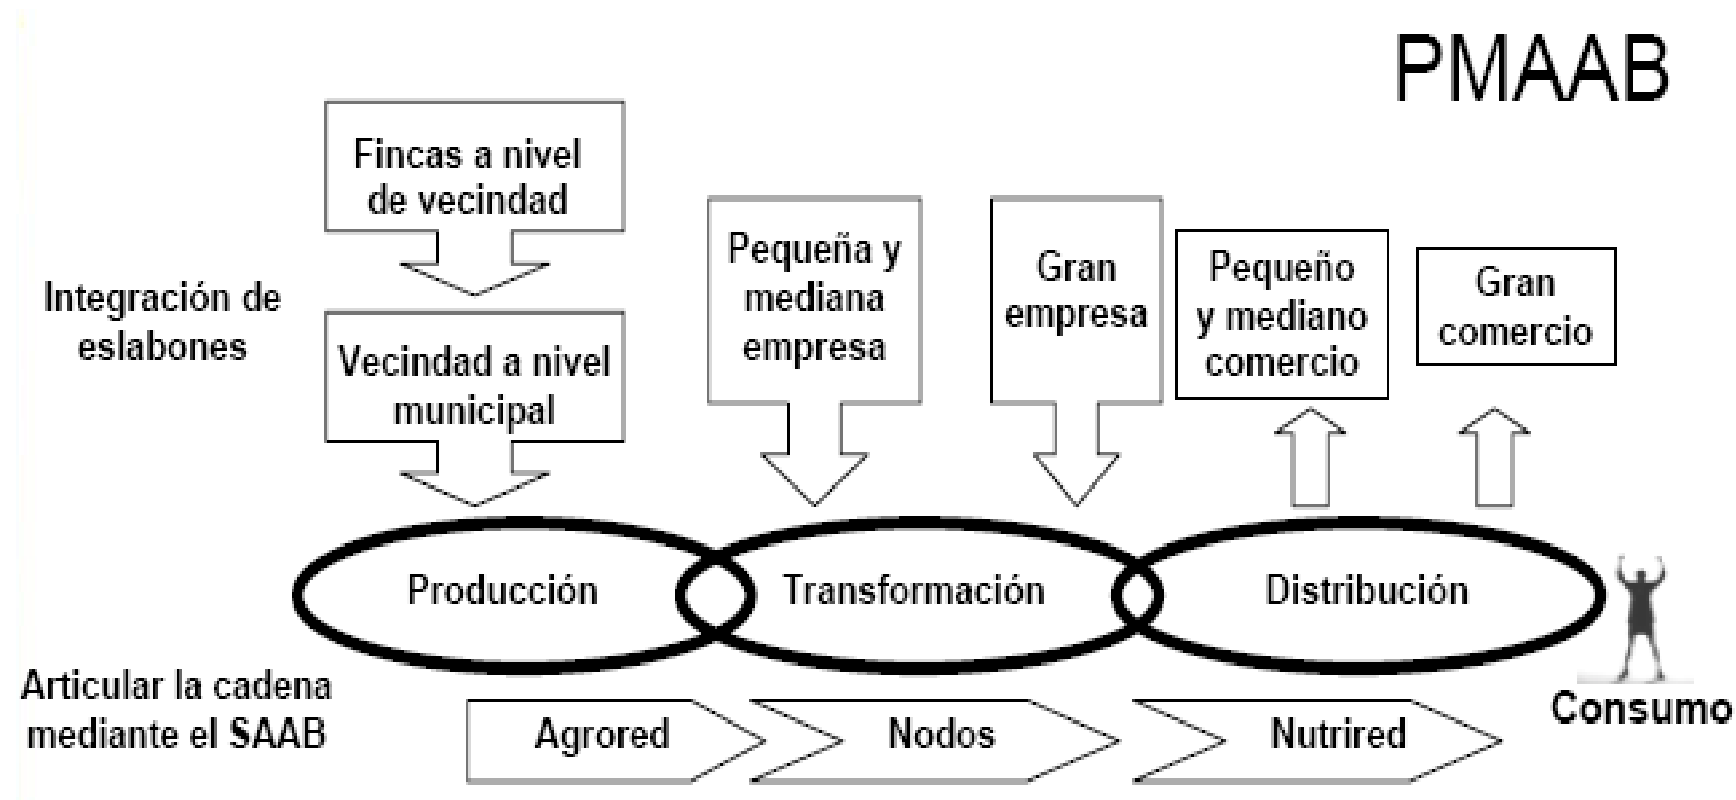 PMAAB
Fincas a nivel
de vecindad
Pequeña y
mediana
empresa
Gran
empresa
Pequeño
y mediano
comercio
Gran
comercio
Integración de
eslabones
Vecindad a nivel
municipal
Producción
Transformación
Distribución
Articular la cadena
mediante el SAAB
Agrored
Nodos
Nutrired
Consumo